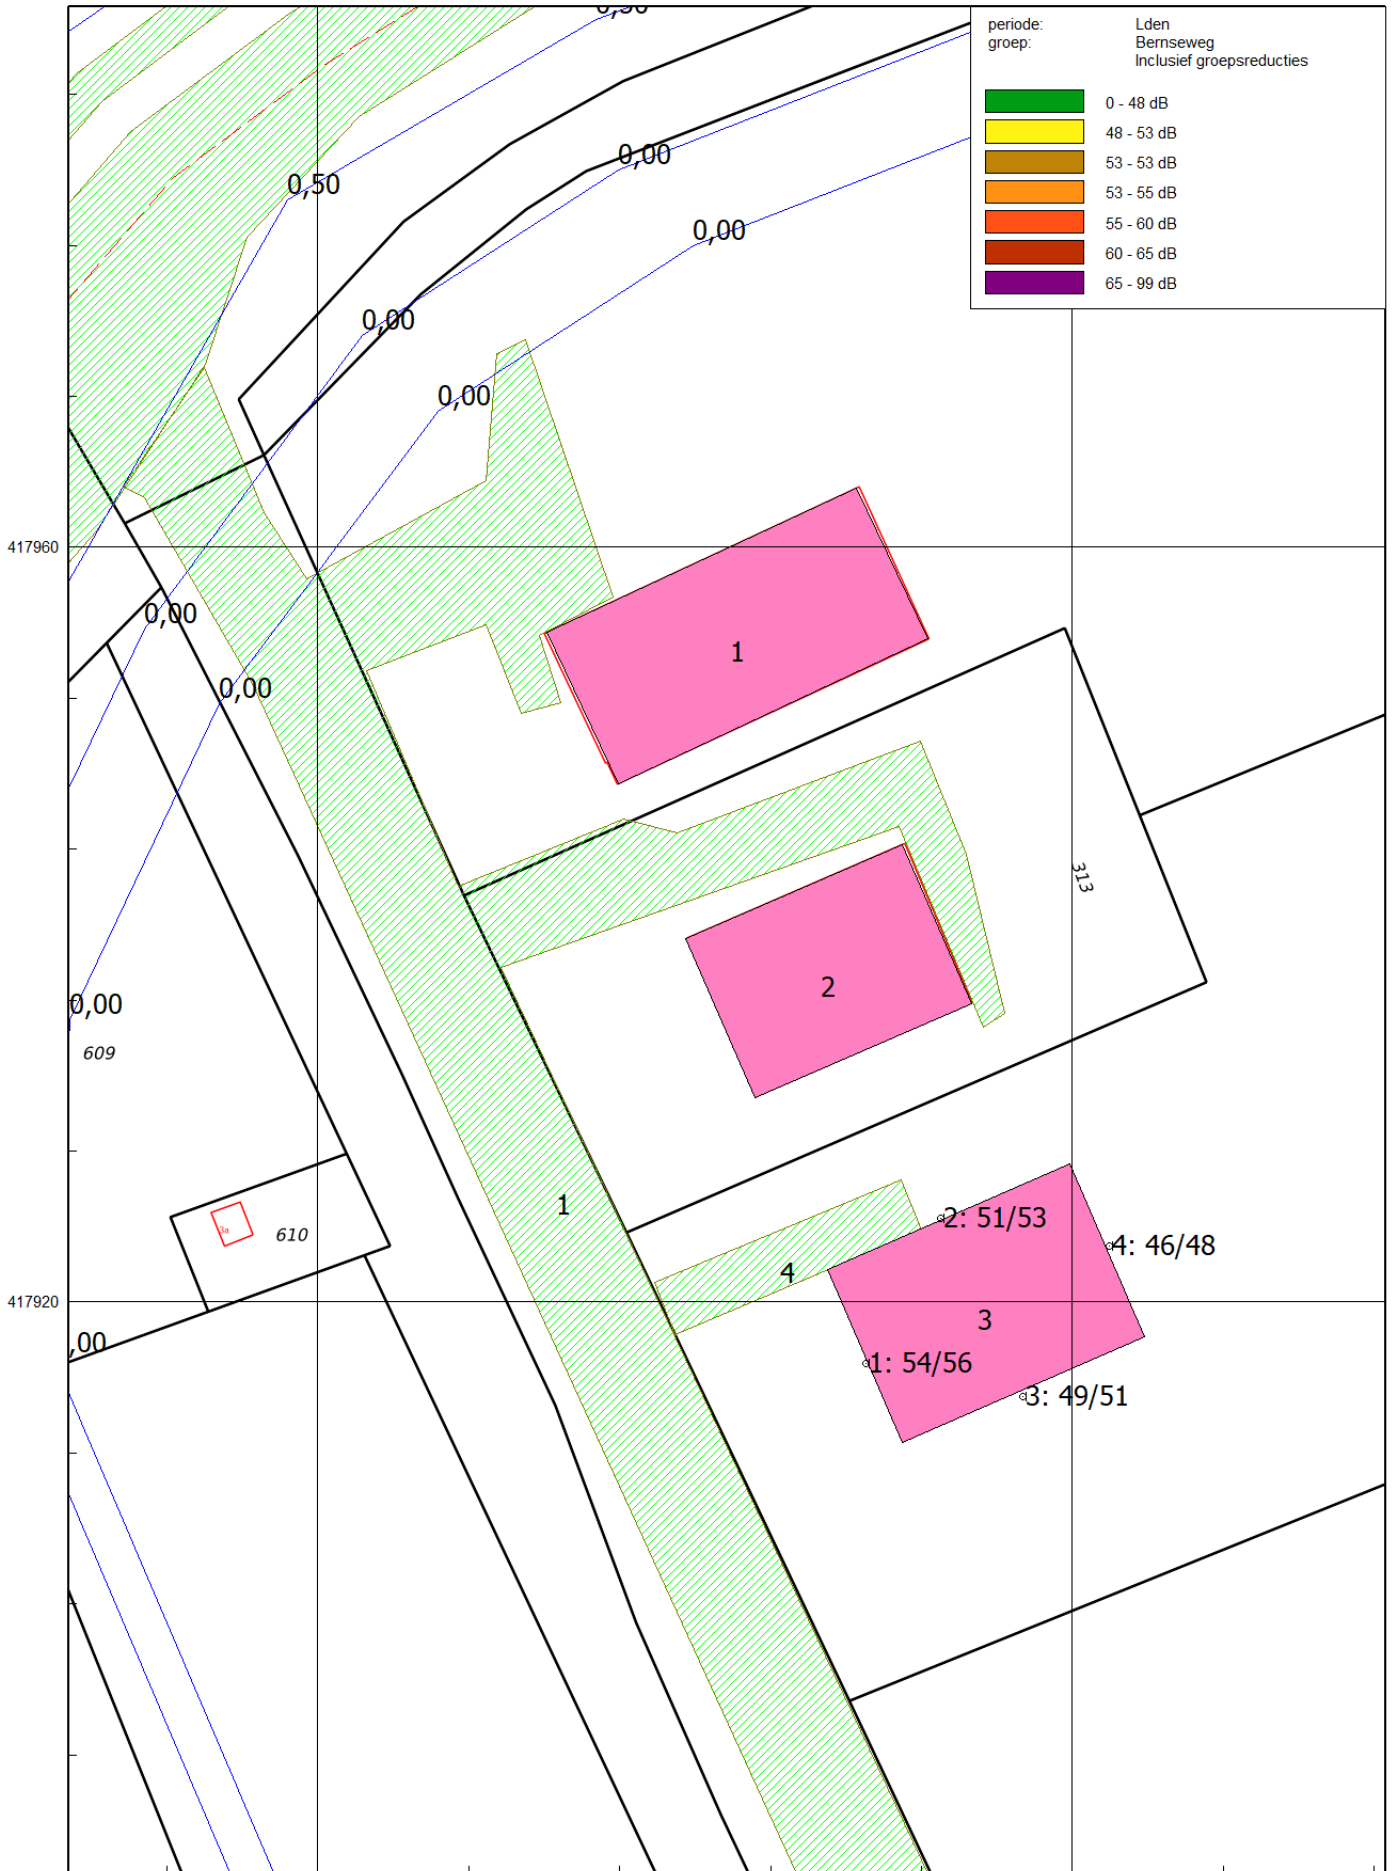 periode: Lden
groep: Bernseweg
Inclusief groepsreducties
0 - 48 dB
48 - 53 dB
53 - 53 dB
53 - 55 dB
55 - 60 dB
60 - 65 dB
65 - 99 dB
0,50
0,00
0,50
0,00
0,00
0,00
417960
0,00
1
0,00
313
2
0,00
609
1
2: 51/53
3a
610
4: 46/48
4
417920
3
,00
1: 54/56
3: 49/51